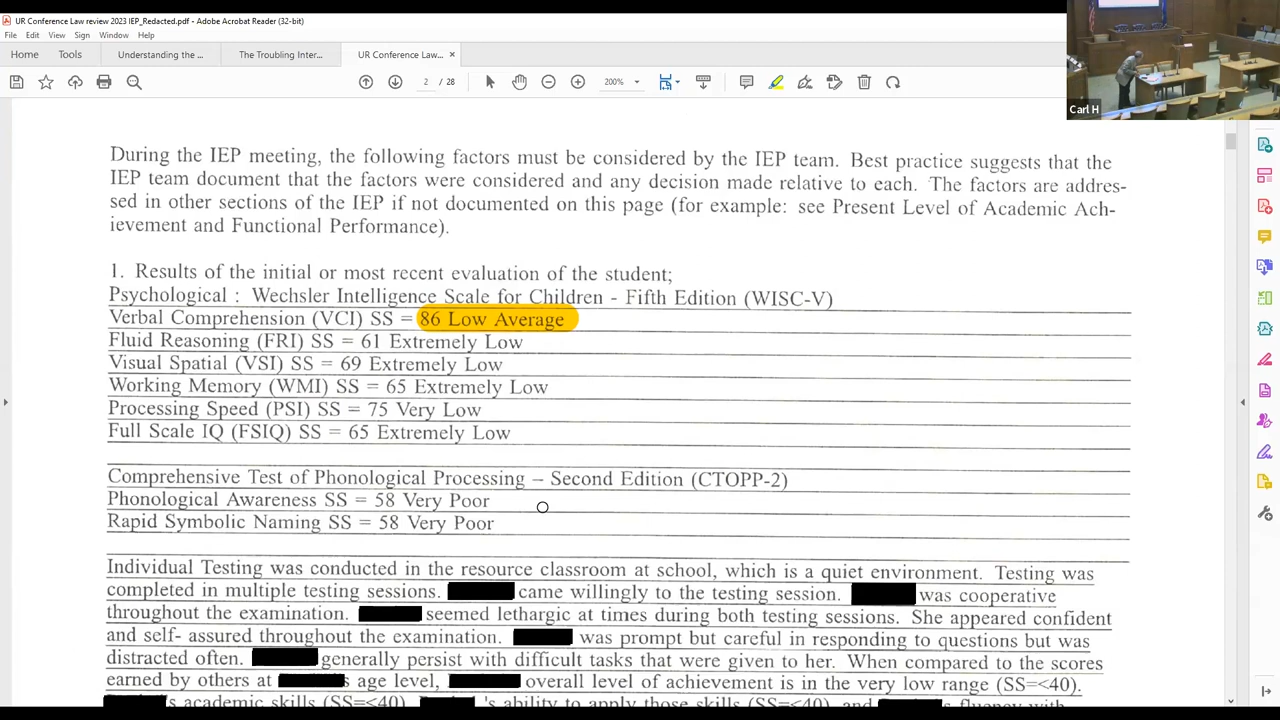 UR Conference Law review 2023 IEP_Redacted.pdf - Adobe Acrobat Reader (32-bit)
File Edit View Sign Window Help
Home Tools Understanding the ... The Troubling Inter... UR Conference Law... ×
2 / 28 200%
Carl H
During the IEP meeting, the following factors must be considered by the IEP team. Best practice suggests that the
IEP team document that the factors were considered and any decision made relative to each. The factors are addres-
sed in other sections of the IEP if not documented on this page (for example: see Present Level of Academic Ach-
ievement and Functional Performance).
1. Results of the initial or most recent evaluation of the student;
Psychological : Wechsler Intelligence Scale for Children - Fifth Edition (WISC-V)
Verbal Comprehension (VCI) SS = 86 Low Average
Fluid Reasoning (FRI) SS = 61 Extremely Low
Visual Spatial (VSI) SS = 69 Extremely Low
Working Memory (WMI) SS = 65 Extremely Low
Processing Speed (PSI) SS = 75 Very Low
Full Scale IQ (FSIQ) SS = 65 Extremely Low
Comprehensive Test of Phonological Processing – Second Edition (CTOPP-2)
Phonological Awareness SS = 58 Very Poor
Rapid Symbolic Naming SS = 58 Very Poor
Individual Testing was conducted in the resource classroom at school, which is a quiet environment. Testing was
completed in multiple testing sessions. came willingly to the testing session. was cooperative
throughout the examination. seemed lethargic at times during both testing sessions. She appeared confident
and self- assured throughout the examination. was prompt but careful in responding to questions but was
distracted often. generally persist with difficult tasks that were given to her. When compared to the scores
earned by others at s age level, overall level of achievement is in the very low range (SS=<40).
's academic skills (SS=<40), 's ability to apply those skills (SS=<40), and 's fluency with